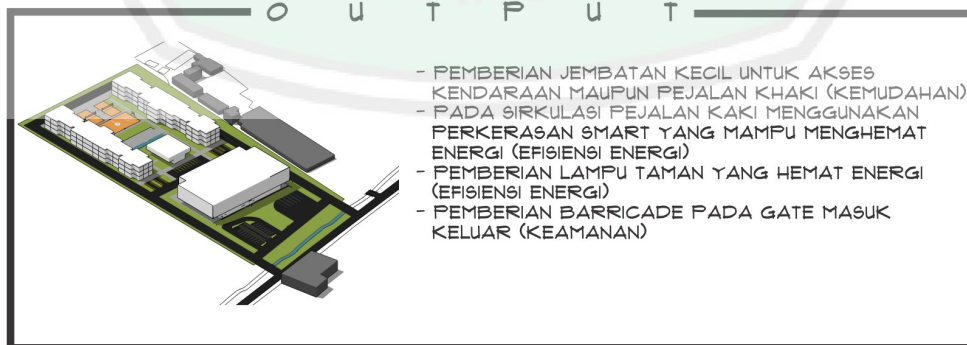 OUTPUT
- PEMBERIAN JEMBATAN KECIL UNTUK AKSES
KENDARAAN MAUPUN PEJALAN KHAKI (KEMUDAHAN)
- PADA SIRKULASI PEJALAN KAKI MENGGUNAKAN
PERKERASAN SMART YANG MAMPU MENGHEMAT
ENERGI (EFISIENSI ENERGI)
- PEMBERIAN LAMPU TAMAN YANG HEMAT ENERGI
(EFISIENSI ENERGI)
- PEMBERIAN BARRICADE PADA GATE MASUK
KELUAR (KEAMANAN)